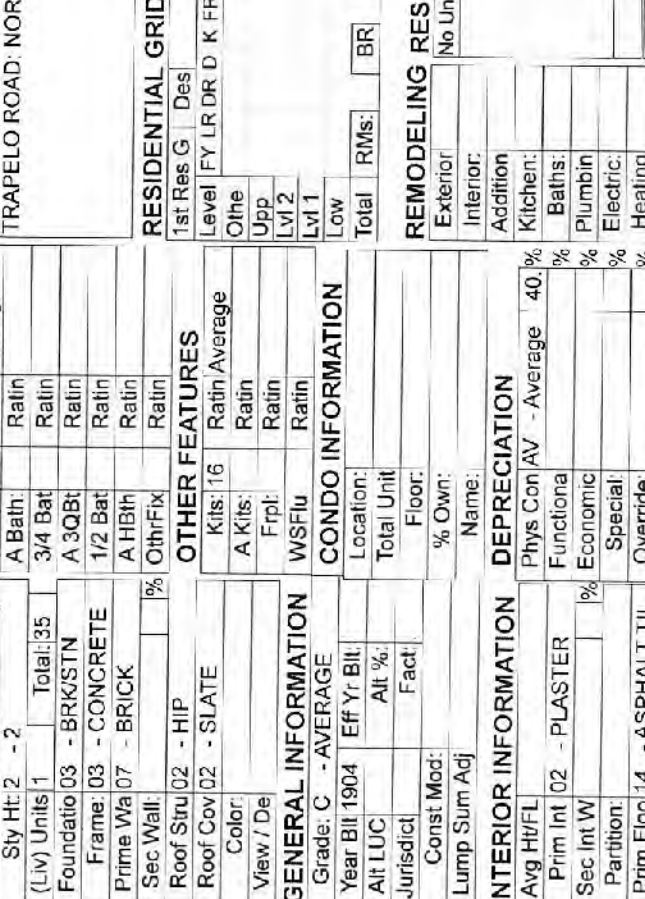 Sty Ht: 2 - 2
(Liv) Units 1 Total: 35
Foundatio 03 - BRK/STN
Frame: 03 - CONCRETE
Prime Wa 07 - BRICK
Sec Wall: %
Roof Stru 02 - HIP
Roof Cov 02 - SLATE
Color:
View / De
GENERAL INFORMATION
Grade: C - AVERAGE
Year Blt 1904 Eff Yr Blt:
Alt LUC Alt %:
Jurisdict Fact:
Const Mod:
Lump Sum Adj
NTERIOR INFORMATION
Avg Ht/FL
Prim Int 02 - PLASTER
Sec Int W %
Partition:
Prim Floo 14 - ASPHALT TIL
A Bath: Ratin
3/4 Bat Ratin
A 3QBt Ratin
1/2 Bat Ratin
A HBth Ratin
OthrFix Ratin
OTHER FEATURES
Kits: 16 Ratin Average
A Kits: Ratin
Frpl: Ratin
WSFlu Ratin
CONDO INFORMATION
Location:
Total Unit
Floor:
% Own:
Name:
DEPRECIATION
Phys Con AV - Average 40. %
Functiona %
Economic %
Special: %
Override: %
TRAPELO ROAD: NOR
RESIDENTIAL GRID
1st Res G Des
Level FY LR DR D K FR
Othe
Upp
Lvl 2
Lvl 1
Low
Total RMs: BR
REMODELING RES
Exterior No Un
Interior:
Addition
Kitchen:
Baths:
Plumbin
Electric:
Heating